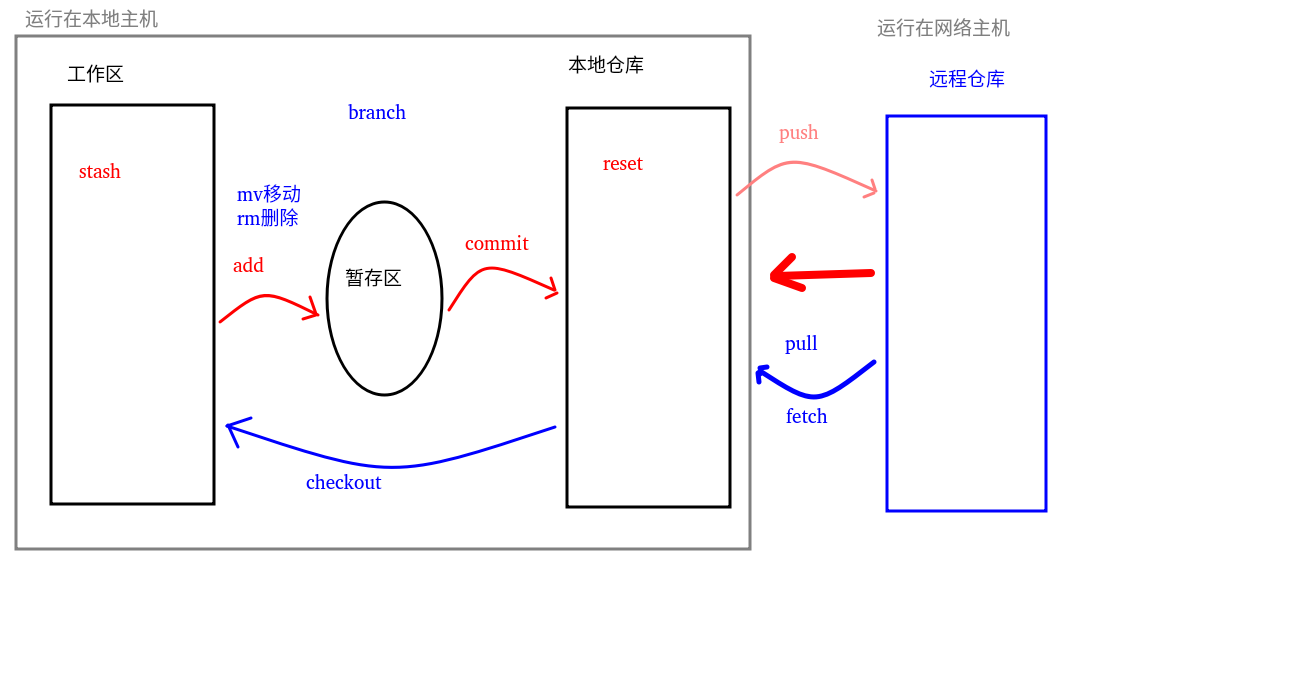 运行在本地主机
运行在网络主机
工作区
本地仓库
远程仓库
branch
push
stash
reset
mv移动
rm删除
add
commit
暂存区
pull
fetch
checkout